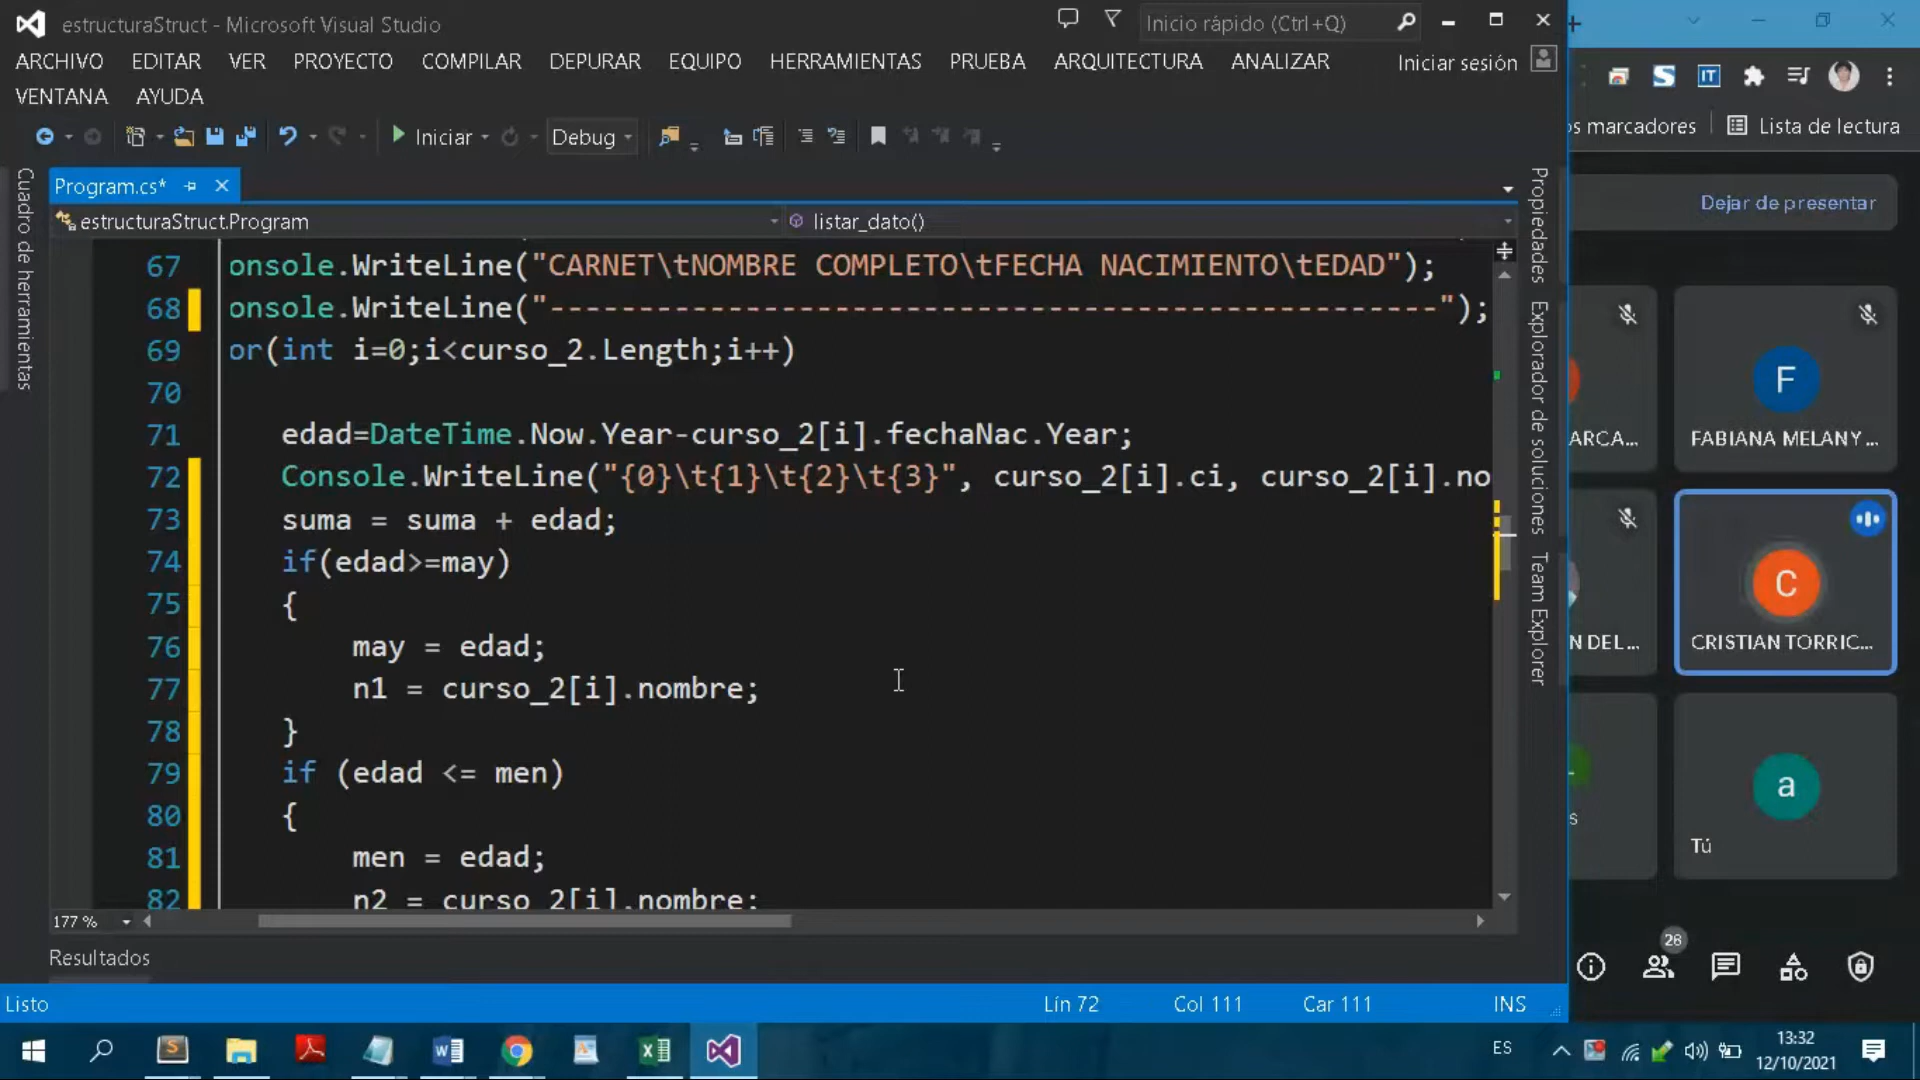 estructuraStruct - Microsoft Visual Studio
Inicio rápido (Ctrl+Q)
ARCHIVO EDITAR VER PROYECTO COMPILAR DEPURAR EQUIPO HERRAMIENTAS PRUEBA ARQUITECTURA ANALIZAR Iniciar sesión
VENTANA AYUDA
Iniciar Debug
Program.cs*
estructuraStruct.Program listar_dato()
67 onsole.WriteLine("CARNET\tNOMBRE COMPLETO\tFECHA NACIMIENTO\tEDAD");
68 onsole.WriteLine("--------------------------------------------------");
69 or(int i=0;i<curso_2.Length;i++)
70
71 edad=DateTime.Now.Year-curso_2[i].fechaNac.Year;
72 Console.WriteLine("{0}\t{1}\t{2}\t{3}", curso_2[i].ci, curso_2[i].no
73 suma = suma + edad;
74 if(edad>=may)
75 {
76 may = edad;
77 n1 = curso_2[i].nombre;
78 }
79 if (edad <= men)
80 {
81 men = edad;
82 n2 = curso_2[i].nombre;
177 %
Resultados
Listo Lín 72 Col 111 Car 111 INS
Cuadro de herramientas
Propiedades
Explorador de soluciones
Team Explorer
os marcadores Lista de lectura
Dejar de presentar
F
ARCA... FABIANA MELANY ...
C
N DEL... CRISTIAN TORRIC...
a
s Tú
26
ES 13:32
12/10/2021